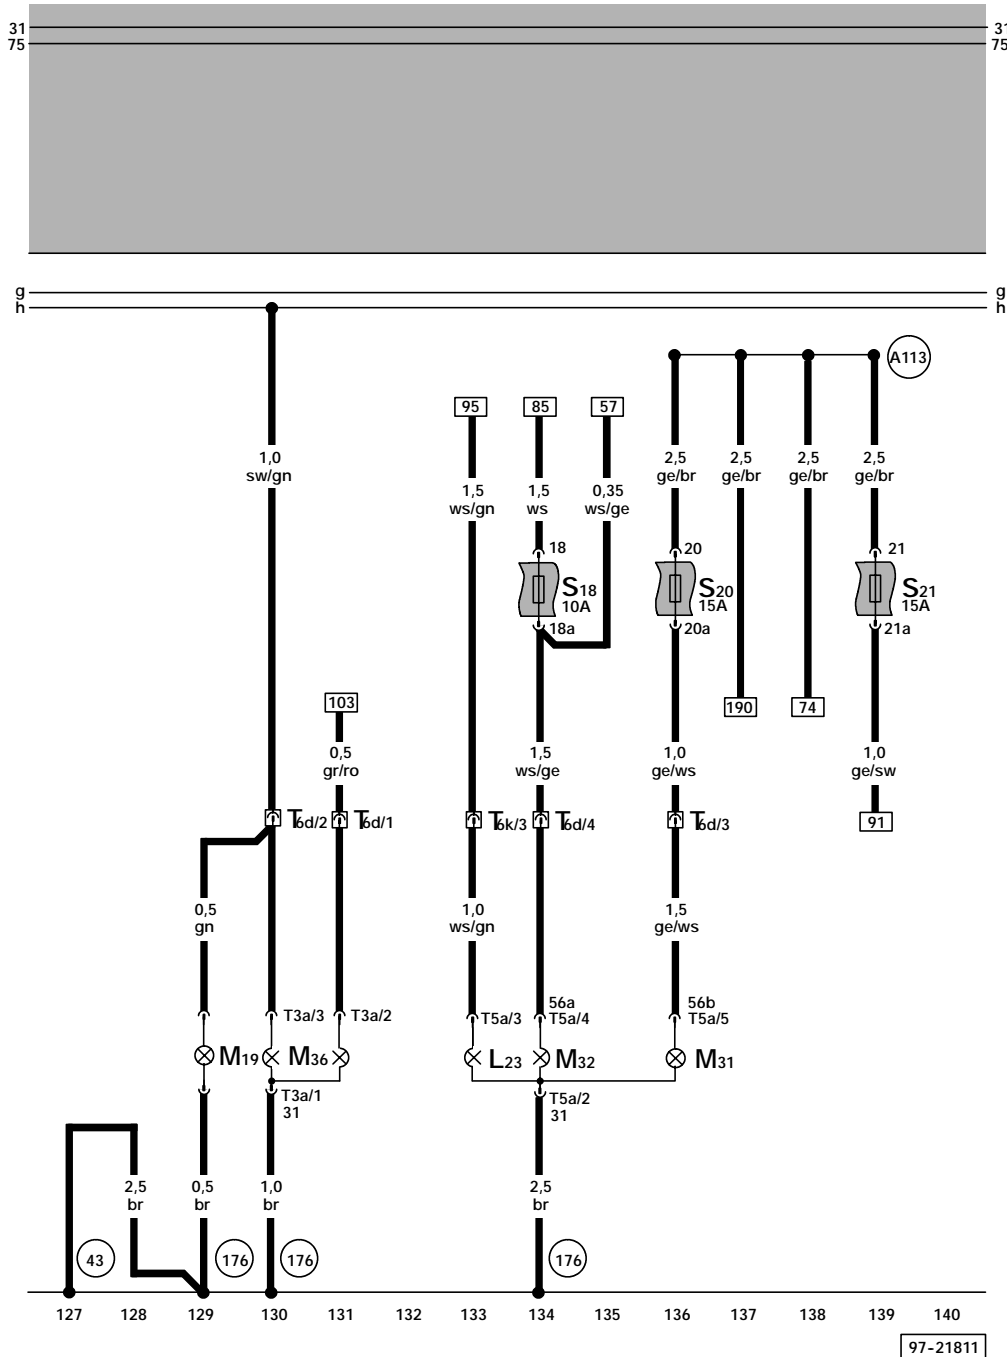 31 31
75 75
g g
h h
A113
95 85 57
1,0
sw/gn
1,5
ws/gn
1,5
ws
0,35
ws/ge
2,5
ge/br
2,5
ge/br
2,5
ge/br
2,5
ge/br
18 20 21
S18
10A
S20
15A
S21
15A
18a 20a 21a
103 190 74
0,5
gr/ro
1,5
ws/ge
1,0
ge/ws
1,0
ge/sw
T6d/2 T6d/1 T6k/3 T6d/4 T6d/3 91
0,5
gn
1,0
ws/gn
1,5
ge/ws
56a 56b
T3a/3 T3a/2 T5a/3 T5a/4 T5a/5
M19 M36 L23 M32 M31
T3a/1
31
T5a/2
31
2,5
br
0,5
br
1,0
br
2,5
br
43 176 176 176
127 128 129 130 131 132 133 134 135 136 137 138 139 140
97-21811